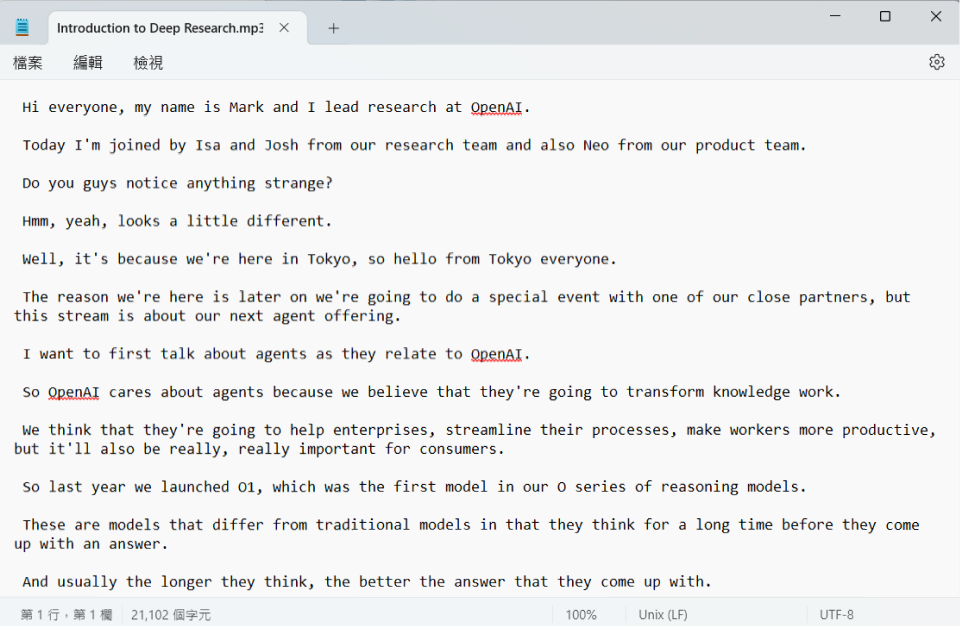 Introduction to Deep Research.mp3
檔案 編輯 檢視
Hi everyone, my name is Mark and I lead research at OpenAI.
Today I'm joined by Isa and Josh from our research team and also Neo from our product team.
Do you guys notice anything strange?
Hmm, yeah, looks a little different.
Well, it's because we're here in Tokyo, so hello from Tokyo everyone.
The reason we're here is later on we're going to do a special event with one of our close partners, but
this stream is about our next agent offering.
I want to first talk about agents as they relate to OpenAI.
So OpenAI cares about agents because we believe that they're going to transform knowledge work.
We think that they're going to help enterprises, streamline their processes, make workers more productive,
but it'll also be really, really important for consumers.
So last year we launched O1, which was the first model in our O series of reasoning models.
These are models that differ from traditional models in that they think for a long time before they come
up with an answer.
And usually the longer they think, the better the answer that they come up with.
第 1 行，第 1 欄 21,102 個字元 100% Unix (LF) UTF-8